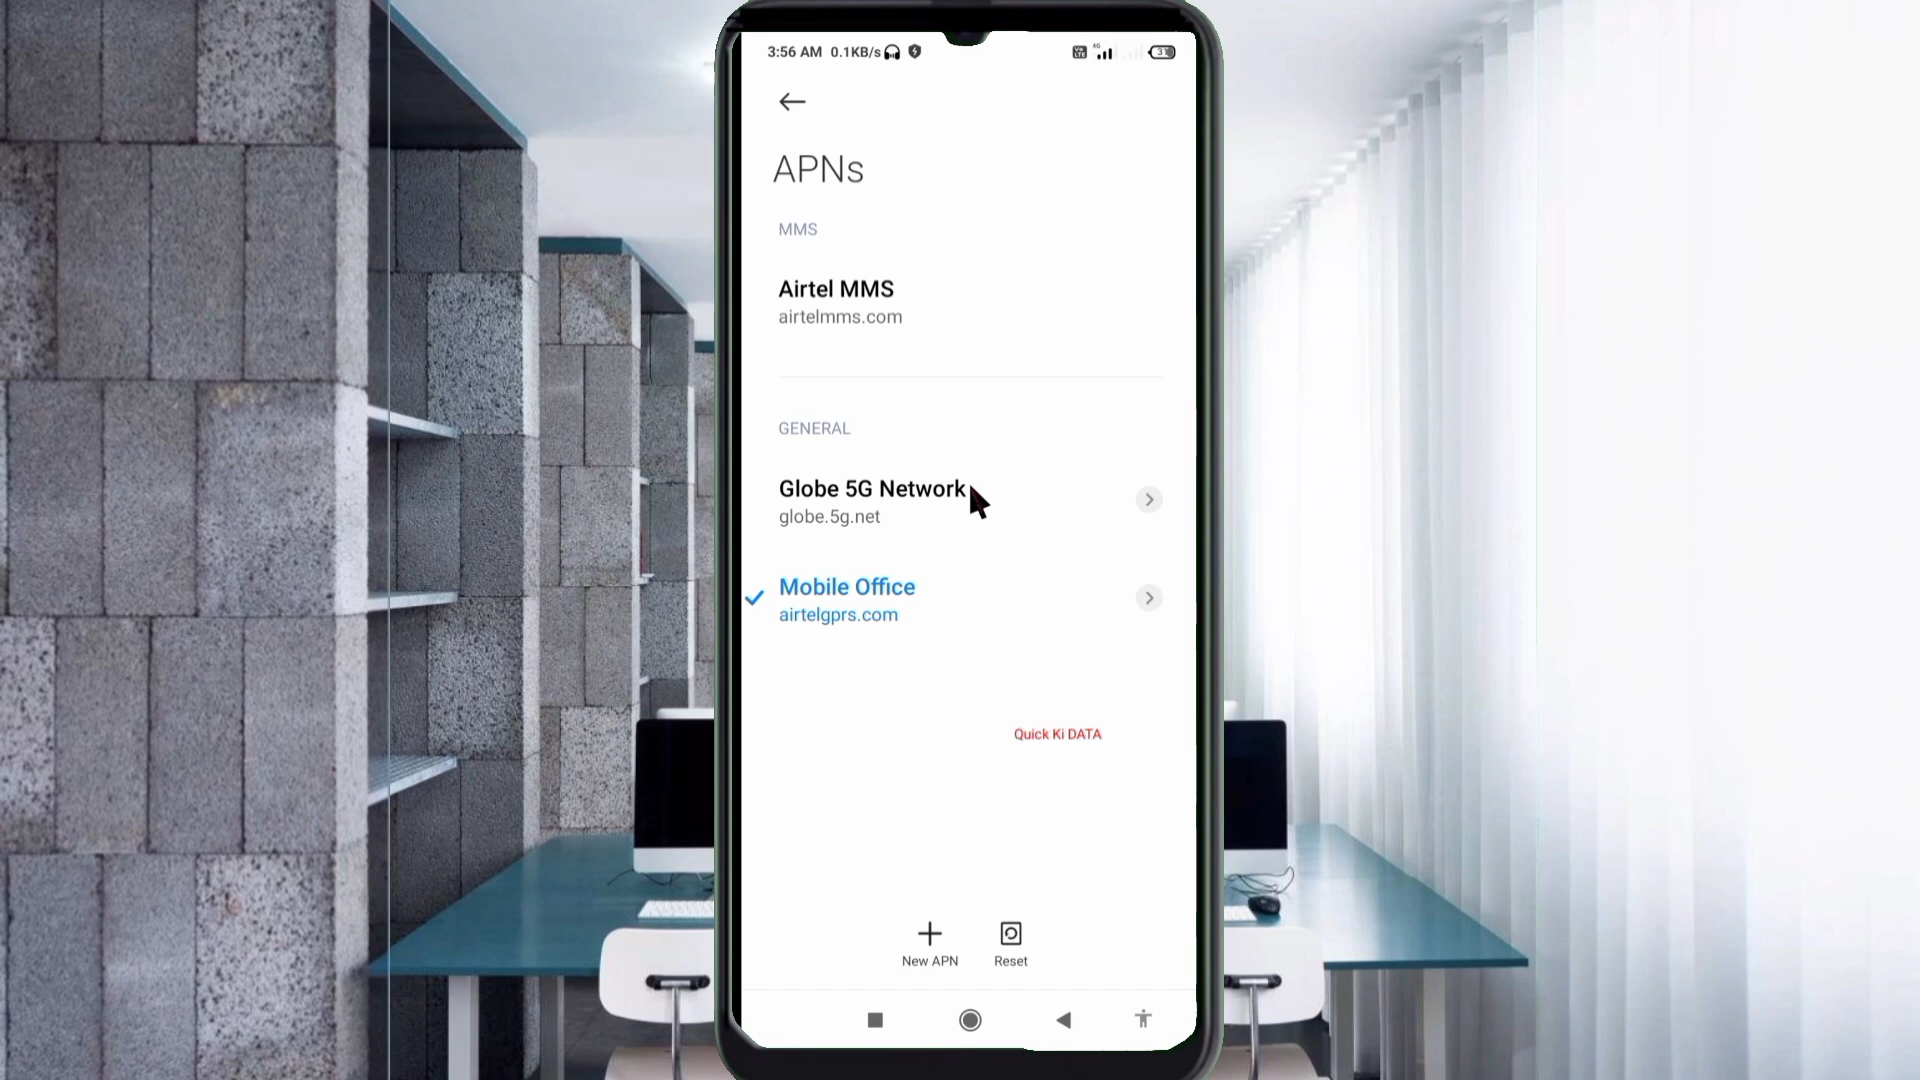 3:56 AM 0.1KB/s
APNs
MMS
Airtel MMS
airtelmms.com
GENERAL
Globe 5G Network
globe.5g.net
Mobile Office
airtelgprs.com
Quick Ki DATA
New APN
Reset